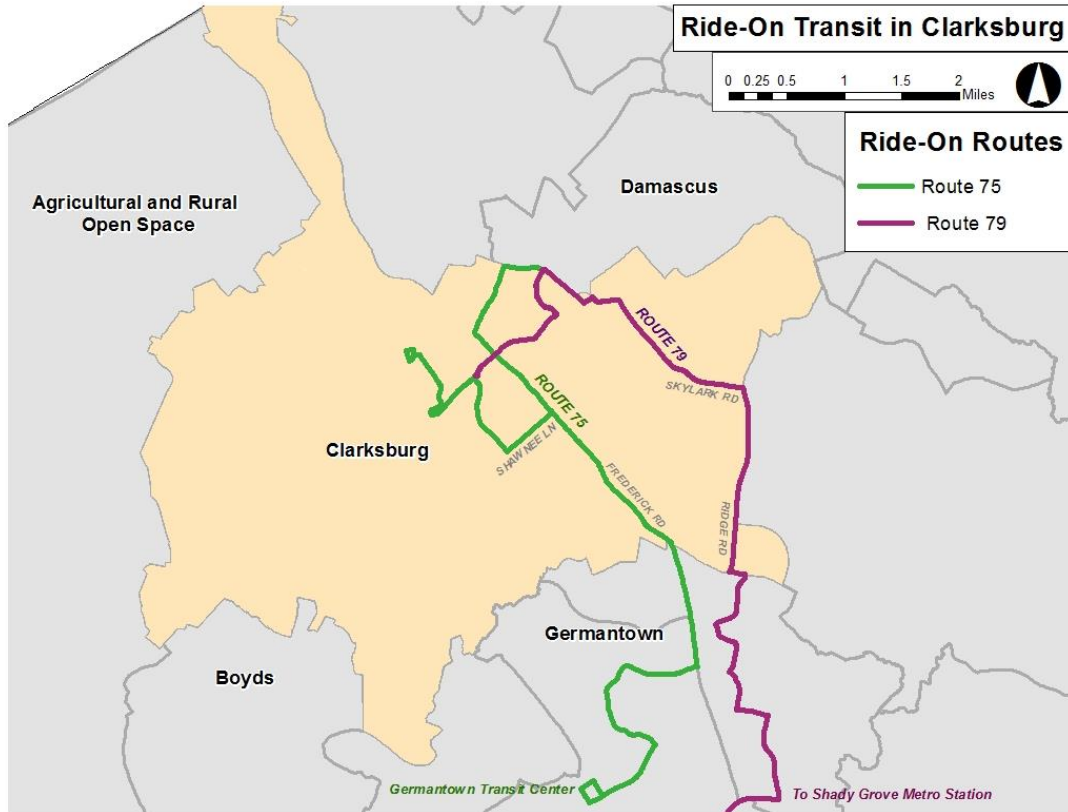 Ride-On Transit in Clarksburg
0 0.25 0.5 1 1.5 2
Miles
Ride-On Routes
Route 75
Route 79
Damascus
Agricultural and Rural
Open Space
ROUTE 79
SKYLARK RD
ROUTE 75
SHAWNEE LN
Clarksburg
FREDERICK RD
RIDGE RD
Germantown
Boyds
Germantown Transit Center
To Shady Grove Metro Station